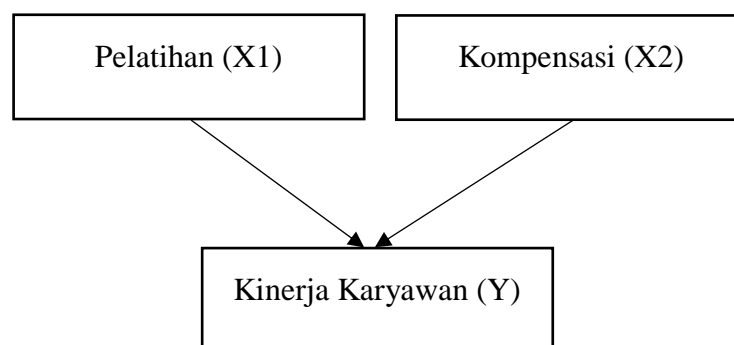 Pelatihan (X1)
Kompensasi (X2)
Kinerja Karyawan (Y)